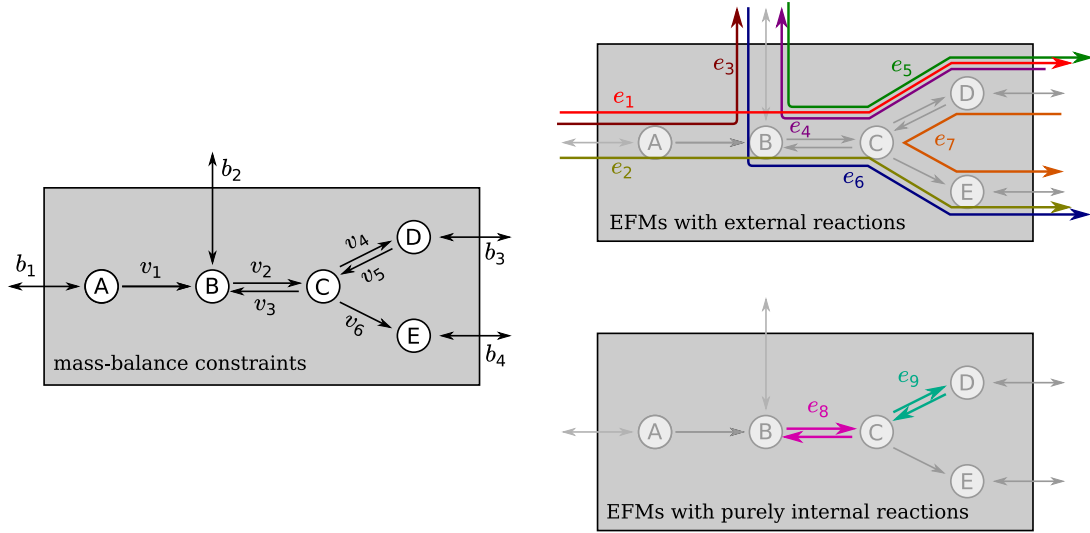 b₂
b₁
v₁
A
B
v₂
v₃
C
v₄
v₅
D
b₃
v₆
E
b₄
mass-balance constraints
e₃
e₅
e₁
D
e₄
e₇
A
B
C
e₂
e₆
E
EFMs with external reactions
e₉
D
e₈
A
B
C
E
EFMs with purely internal reactions